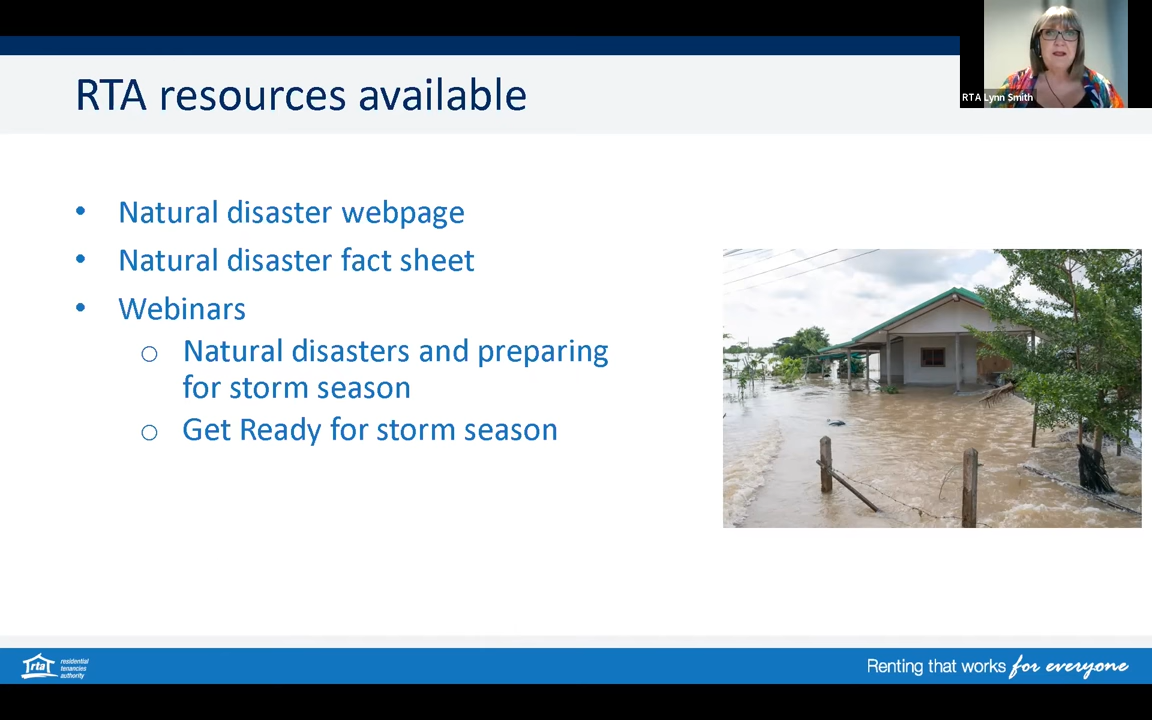 RTA resources available
RTA Lynn Smith
• Natural disaster webpage
• Natural disaster fact sheet
• Webinars
o Natural disasters and preparing
for storm season
o Get Ready for storm season
rta
residential
tenancies
authority
Renting that works for everyone